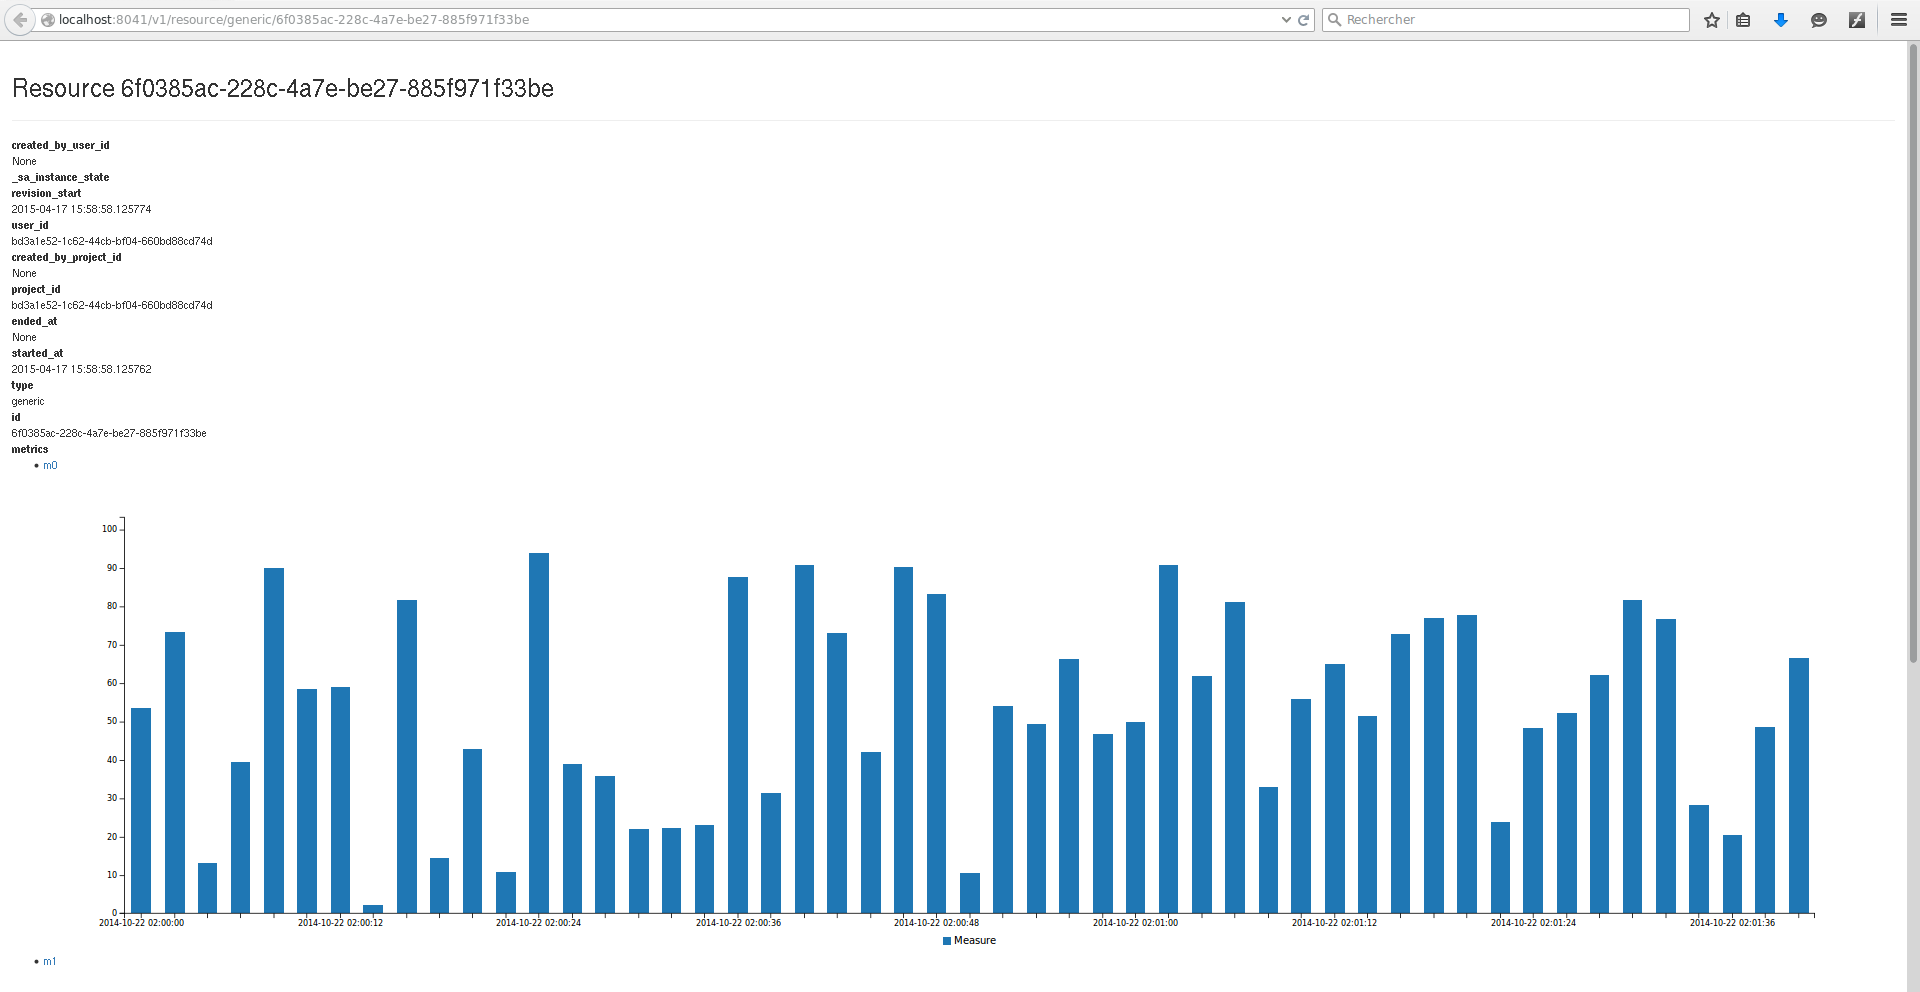 localhost:8041/v1/resource/generic/6f0385ac-228c-4a7e-be27-885f971f33be
Rechercher
Resource 6f0385ac-228c-4a7e-be27-885f971f33be
created_by_user_id
None
_sa_instance_state
revision_start
2015-04-17 15:58:58.125774
user_id
bd3a1e52-1c62-44cb-bf04-660bd88cd74d
created_by_project_id
None
project_id
bd3a1e52-1c62-44cb-bf04-660bd88cd74d
ended_at
None
started_at
2015-04-17 15:58:58.125762
type
generic
id
6f0385ac-228c-4a7e-be27-885f971f33be
metrics
• m0
100
90
80
70
60
50
40
30
20
10
0
2014-10-22 02:00:00 2014-10-22 02:00:12 2014-10-22 02:00:24 2014-10-22 02:00:36 2014-10-22 02:00:48 2014-10-22 02:01:00 2014-10-22 02:01:12 2014-10-22 02:01:24 2014-10-22 02:01:36
Measure
• m1